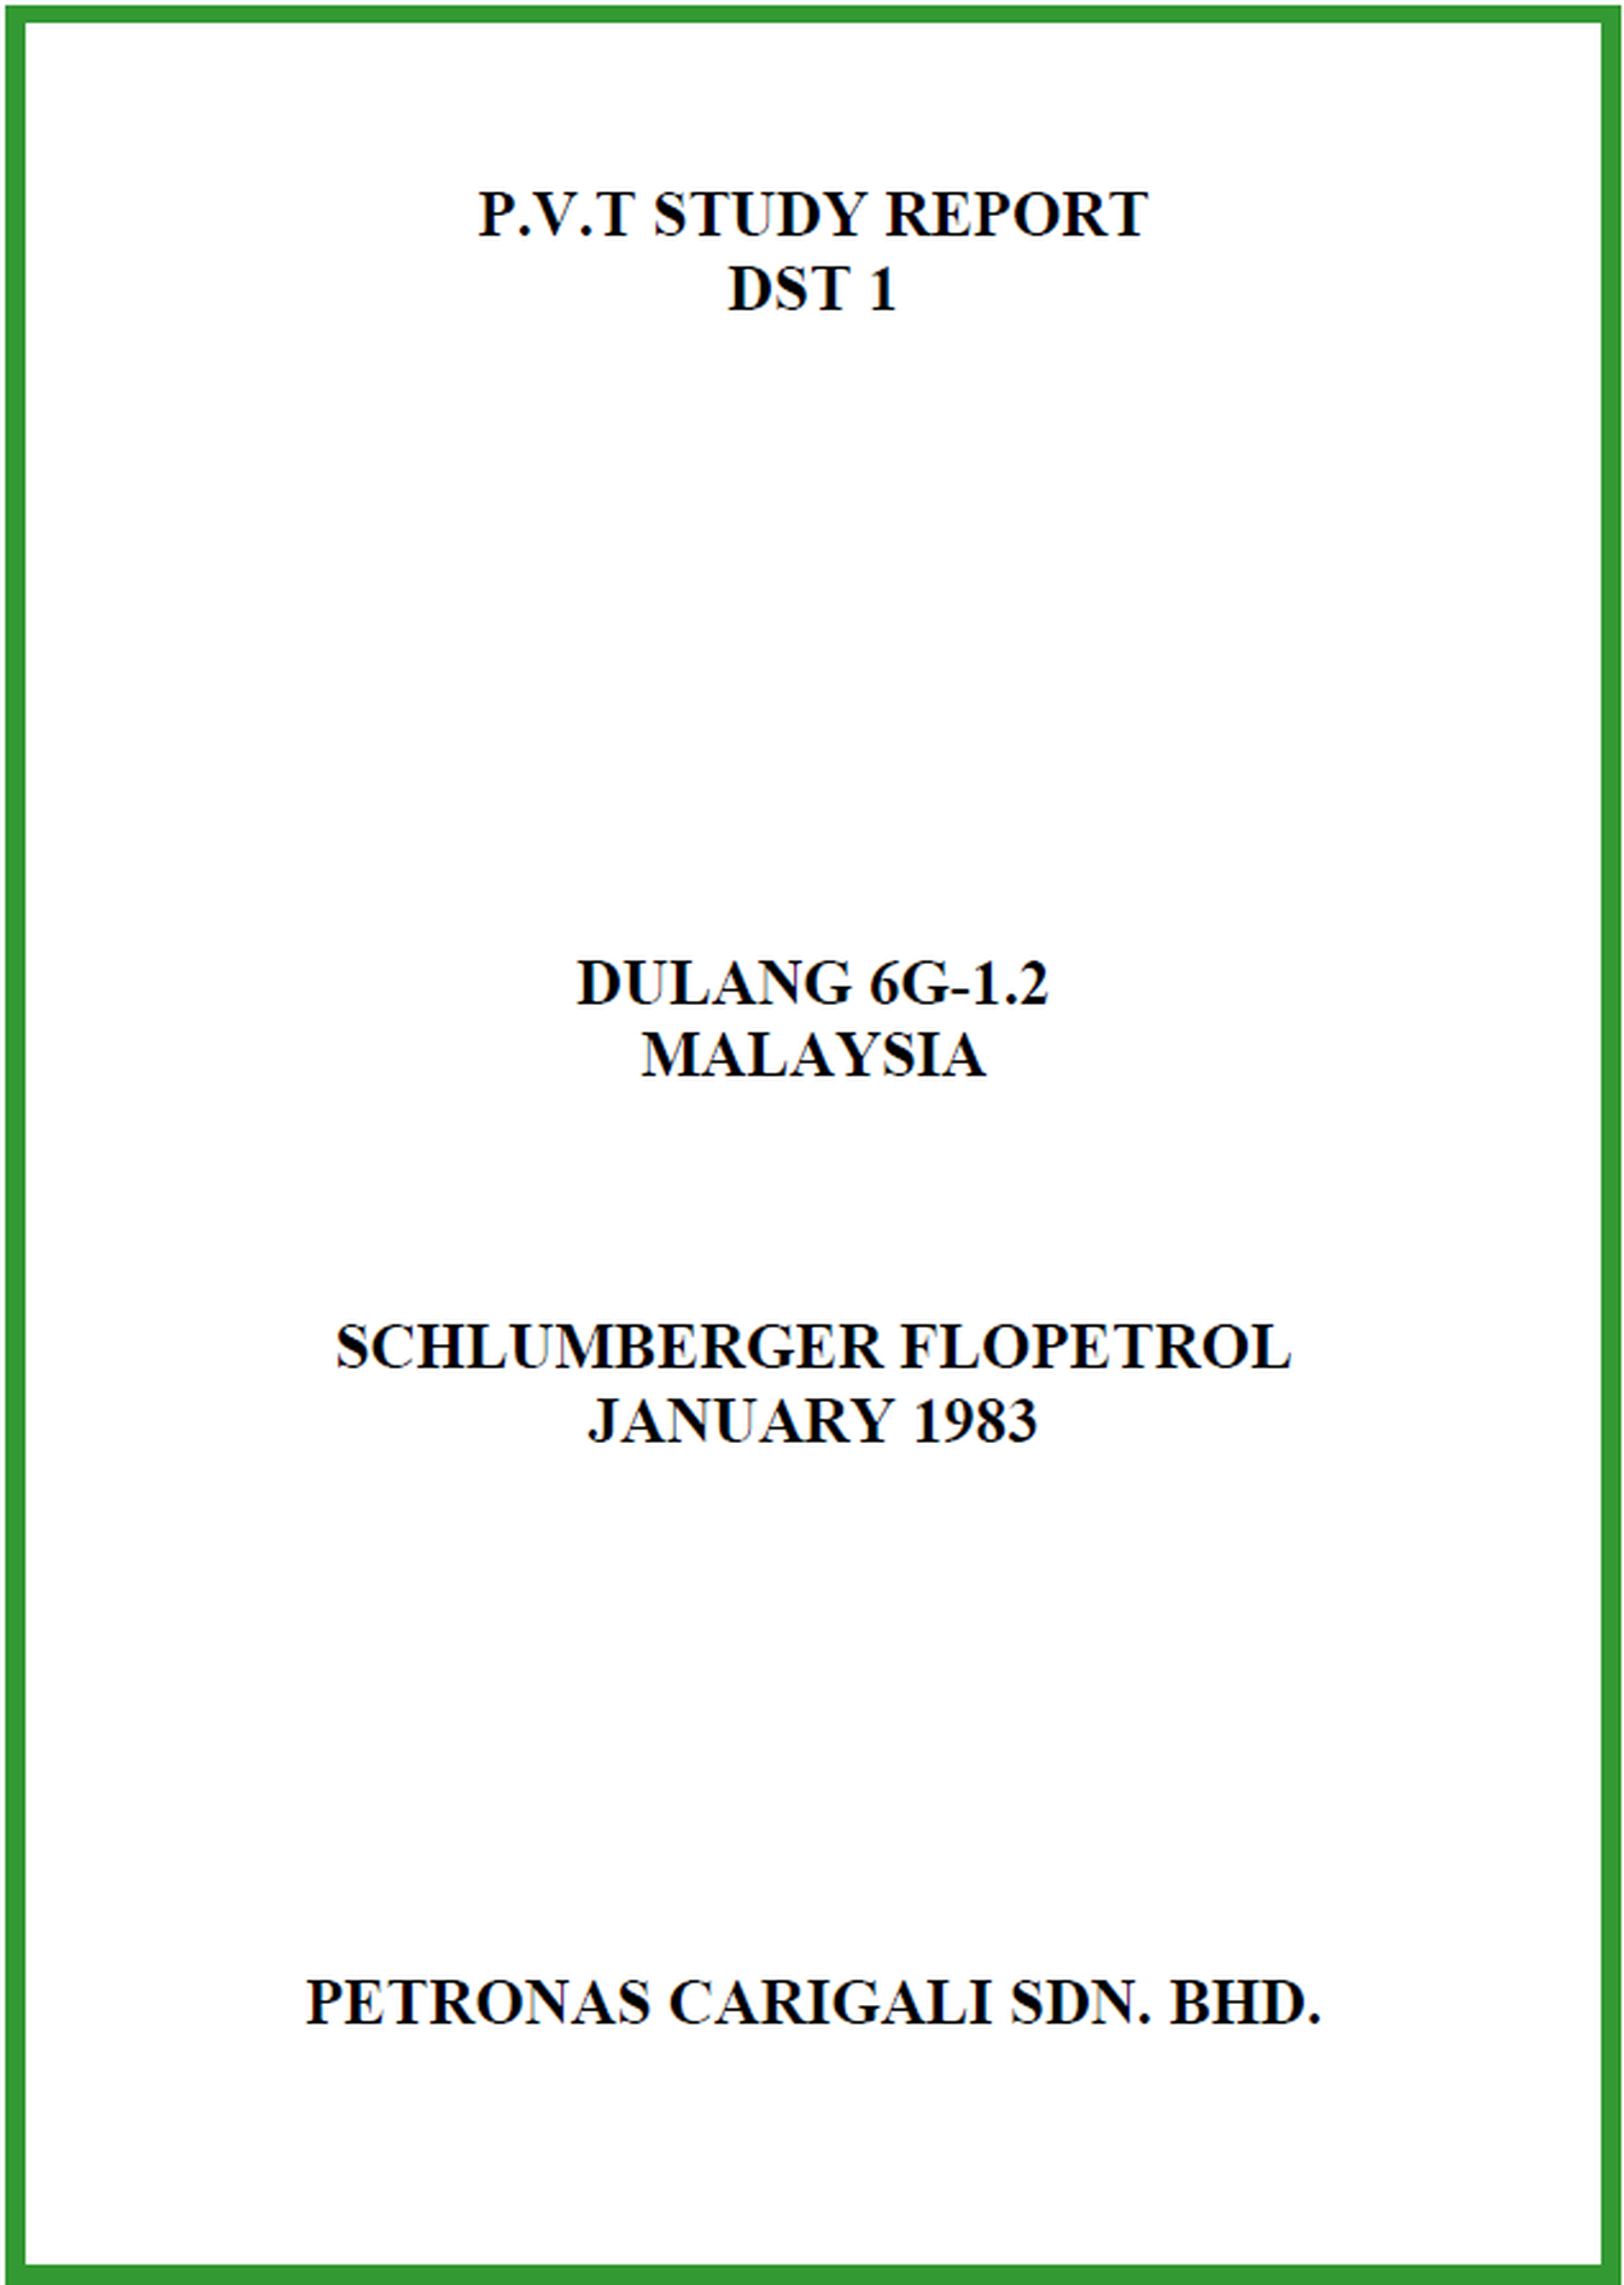 P.V.T STUDY REPORT
DST 1
DULANG 6G-1.2
MALAYSIA
SCHLUMBERGER FLOPETROL
JANUARY 1983
PETRONAS CARIGALI SDN. BHD.